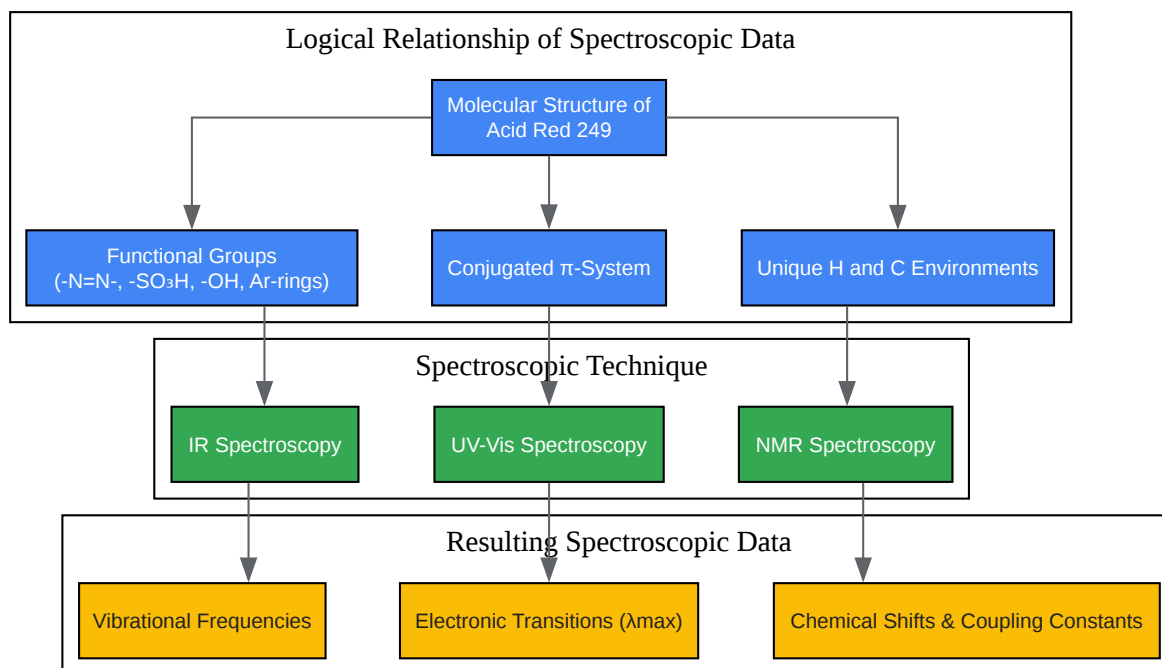 Logical Relationship of Spectroscopic Data
Molecular Structure of
Acid Red 249
Functional Groups
(-N=N-, -SO₃H, -OH, Ar-rings)
Conjugated π-System
Unique H and C Environments
Spectroscopic Technique
IR Spectroscopy
UV-Vis Spectroscopy
NMR Spectroscopy
Resulting Spectroscopic Data
Vibrational Frequencies
Electronic Transitions (λmax)
Chemical Shifts & Coupling Constants